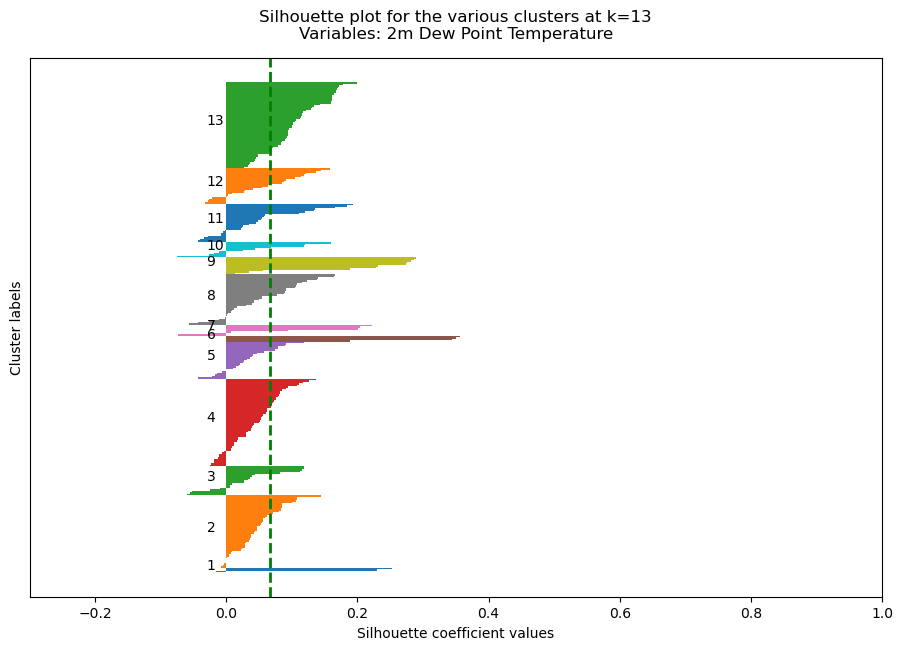 Silhouette plot for the various clusters at k=13
Variables: 2m Dew Point Temperature
13
12
11
10
9
8
7
6
5
4
3
2
1
Cluster labels
−0.2 0.0 0.2 0.4 0.6 0.8 1.0
Silhouette coefficient values